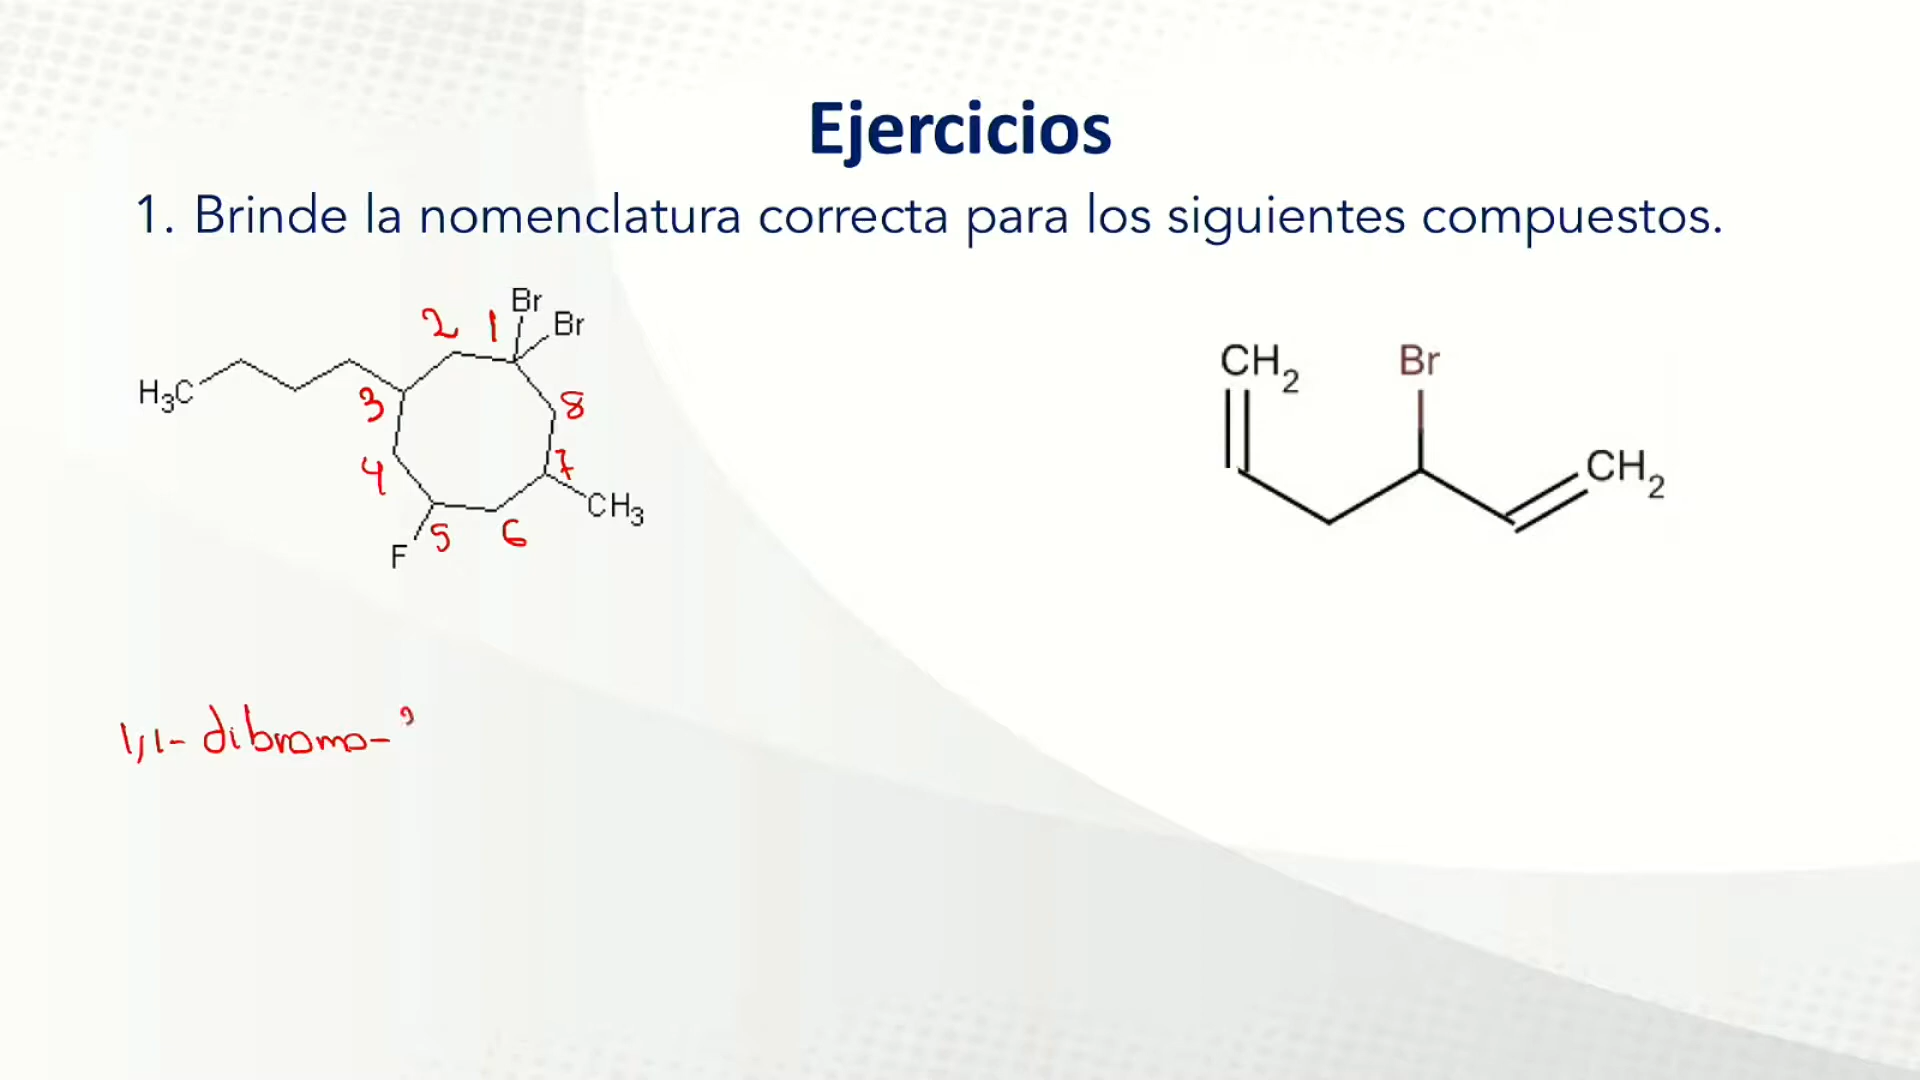 Ejercicios
1. Brinde la nomenclatura correcta para los siguientes compuestos.
Br
Br
2 1
H3C
3
8
4
7
CH3
F
5
6
CH2
Br
CH2
1,1- dibromo-